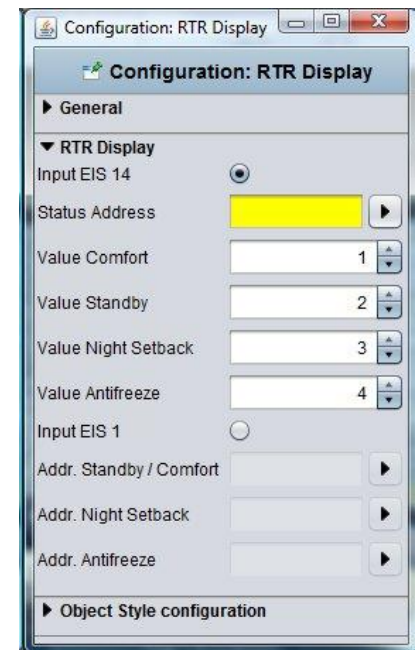 Configuration: RTR Display
Configuration: RTR Display
General
RTR Display
Input EIS 14
Status Address
Value Comfort 1
Value Standby 2
Value Night Setback 3
Value Antifreeze 4
Input EIS 1
Addr. Standby / Comfort
Addr. Night Setback
Addr. Antifreeze
Object Style configuration